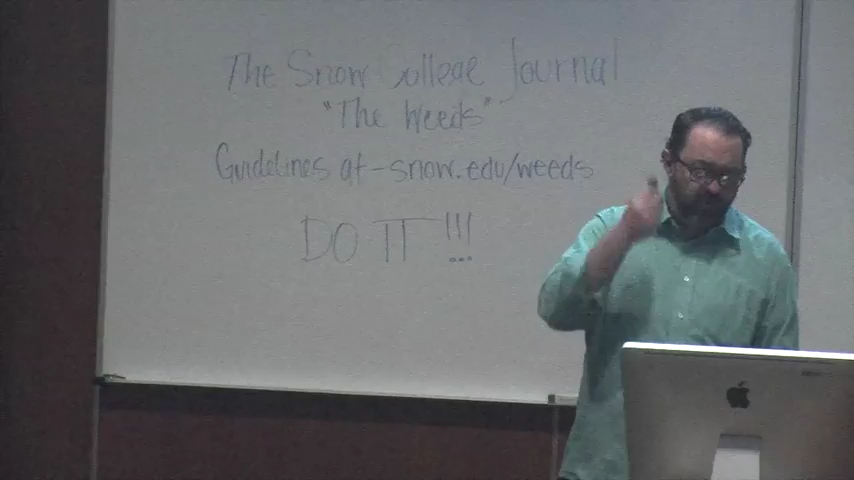 The Snow College Journal
"The Weeds"
Guidelines at - snow.edu/weeds
DO IT!!!